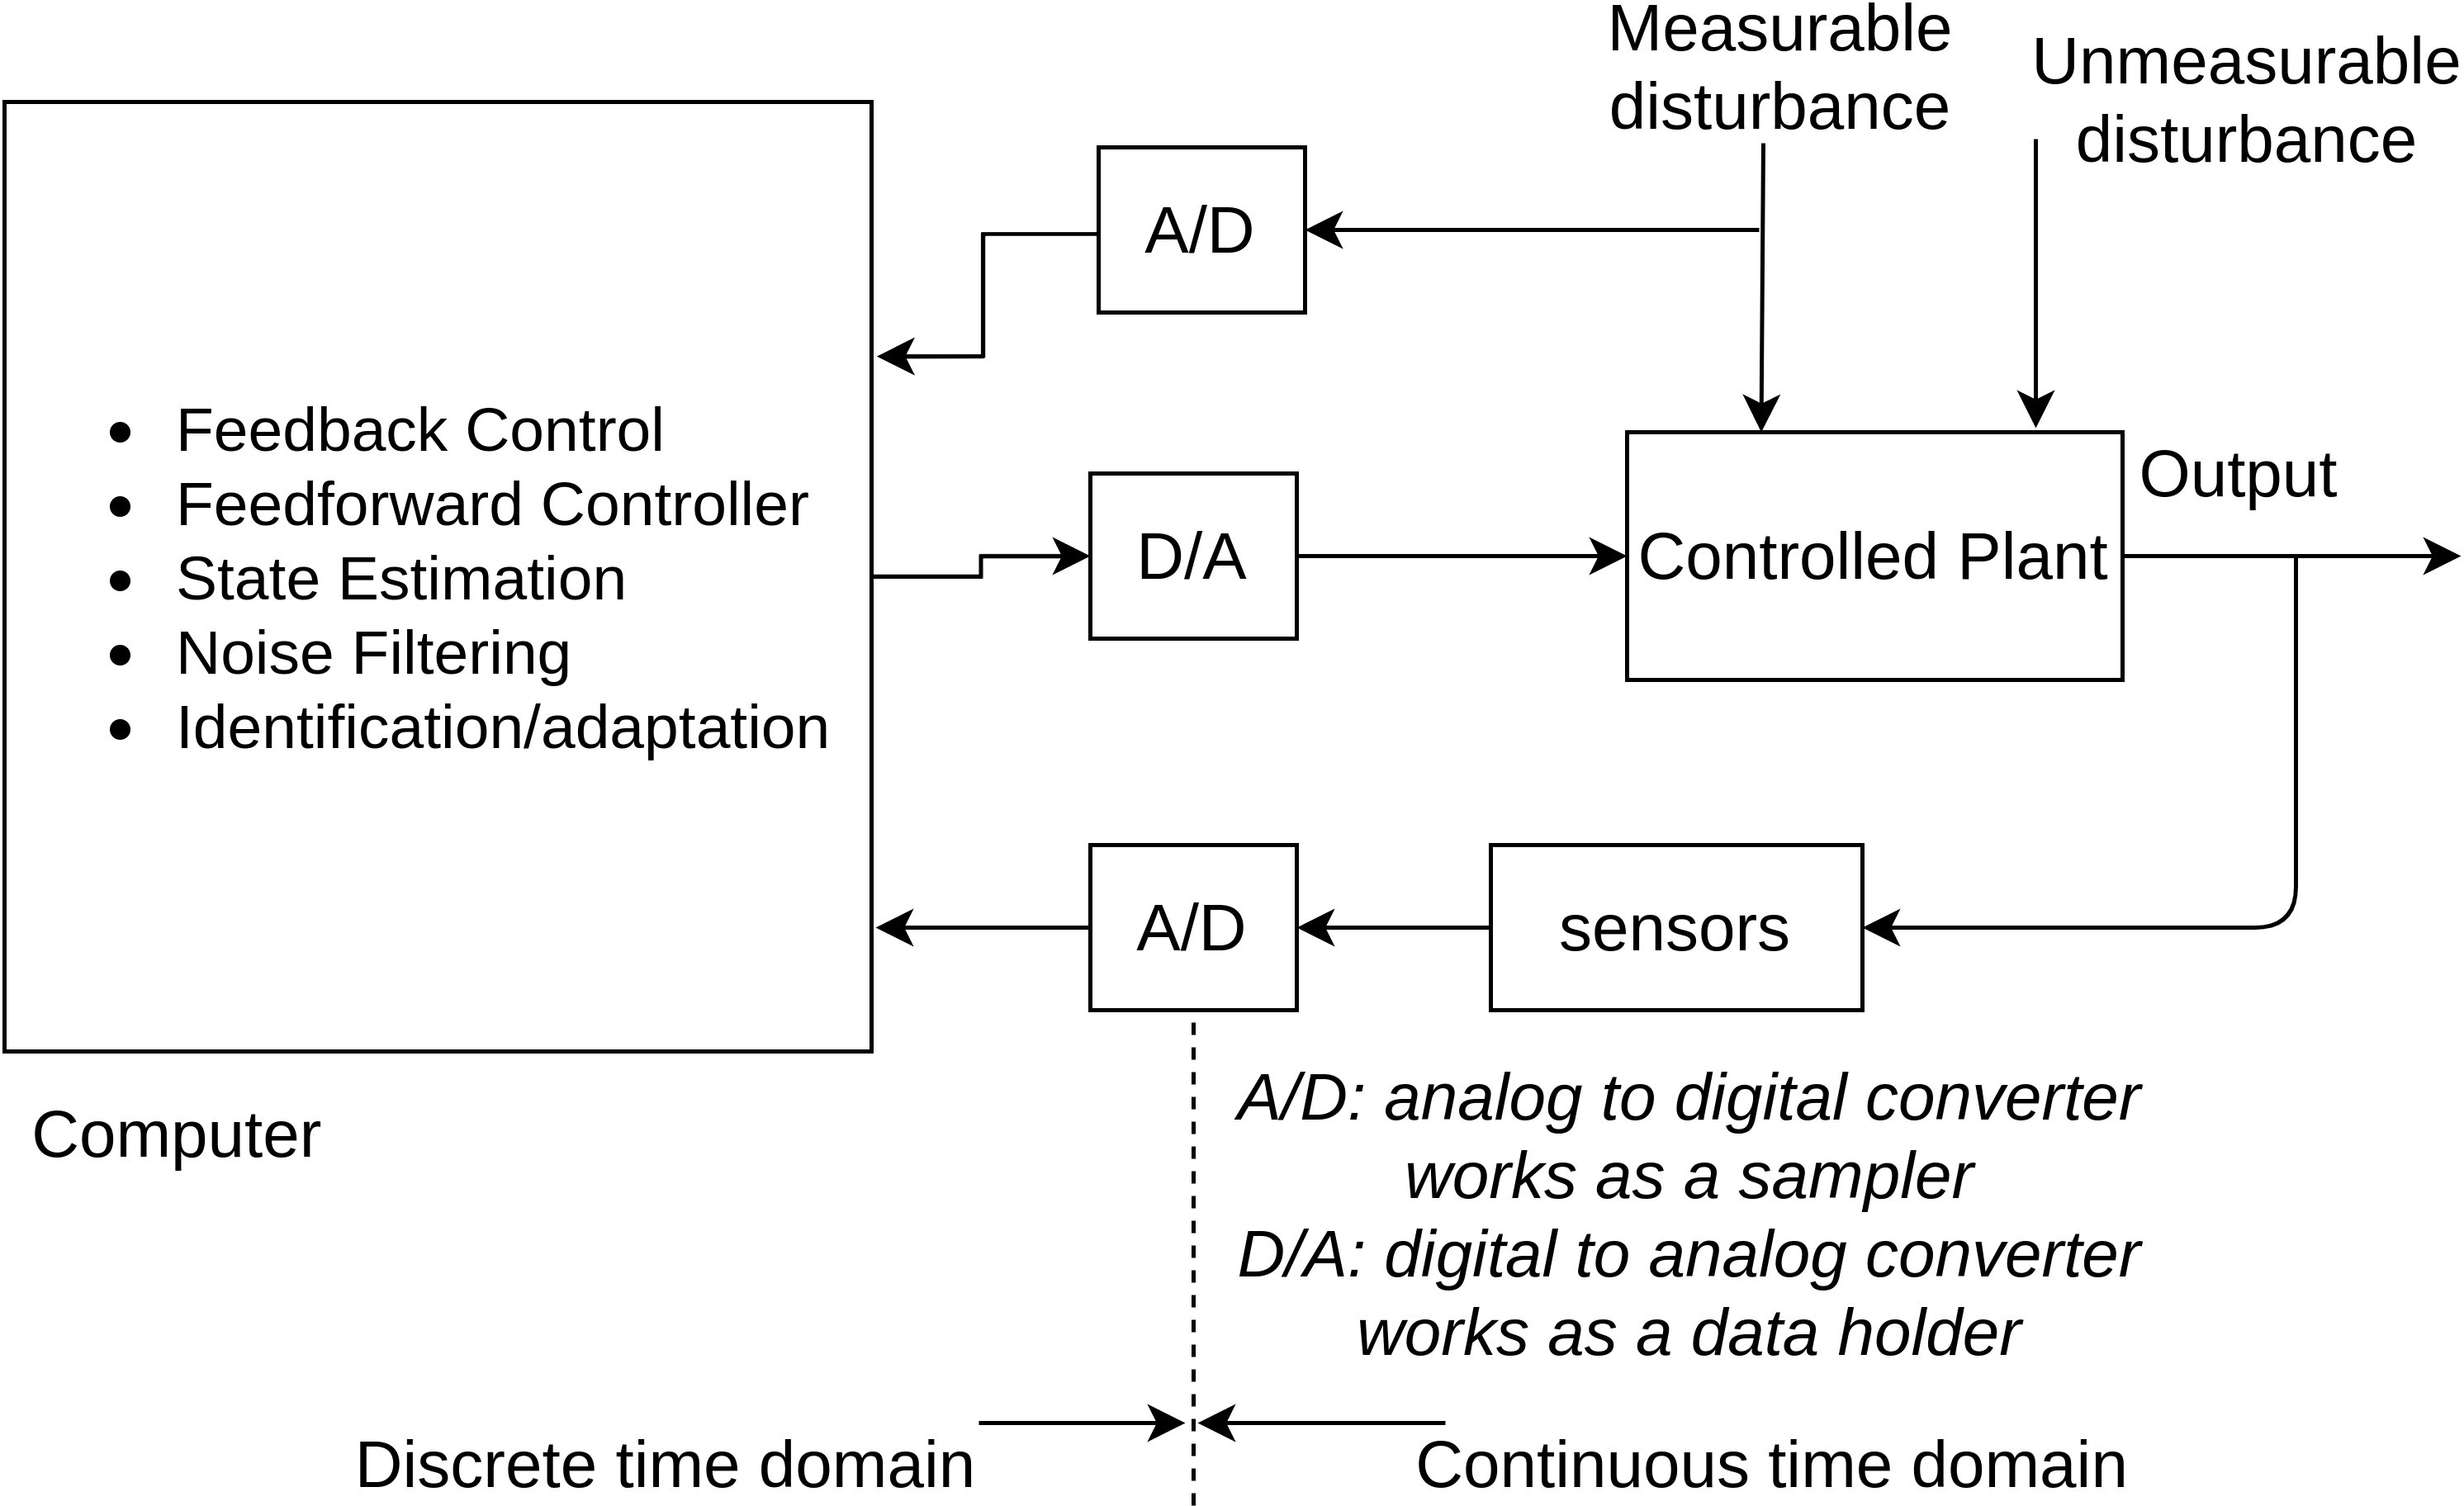 Measurable
disturbance
Unmeasurable
disturbance
A/D
• Feedback Control
• Feedforward Controller
• State Estimation
• Noise Filtering
• Identification/adaptation
D/A
Controlled Plant
Output
A/D
sensors
Computer
A/D: analog to digital converter
works as a sampler
D/A: digital to analog converter
works as a data holder
Discrete time domain
Continuous time domain